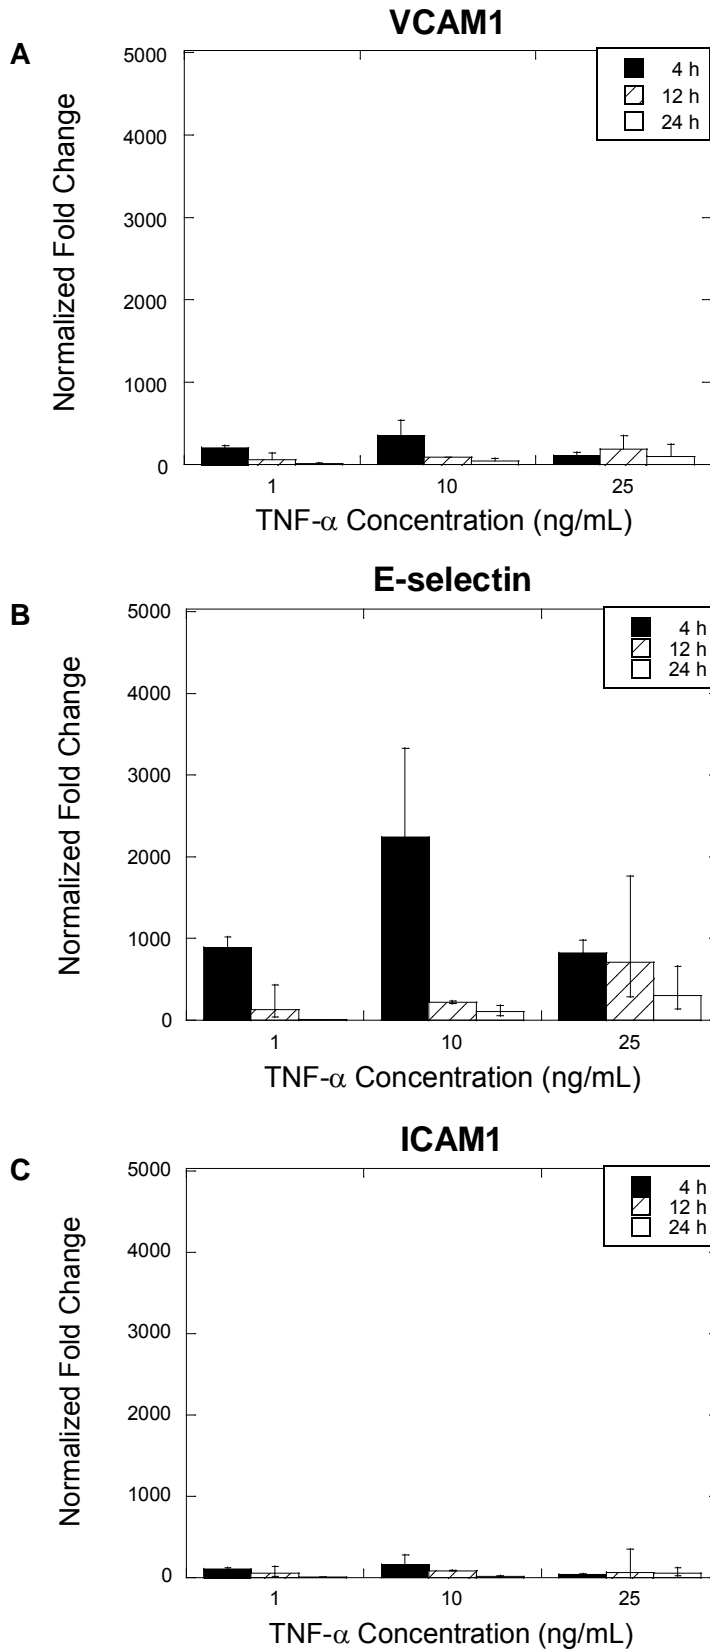 VCAM1
A
5000
4000
3000
2000
1000
0
Normalized Fold Change
4 h
12 h
24 h
1
10
25
TNF-α Concentration (ng/mL)
E-selectin
B
5000
4000
3000
2000
1000
0
Normalized Fold Change
4 h
12 h
24 h
1
10
25
TNF-α Concentration (ng/mL)
ICAM1
C
5000
4000
3000
2000
1000
0
Normalized Fold Change
4 h
12 h
24 h
1
10
25
TNF-α Concentration (ng/mL)